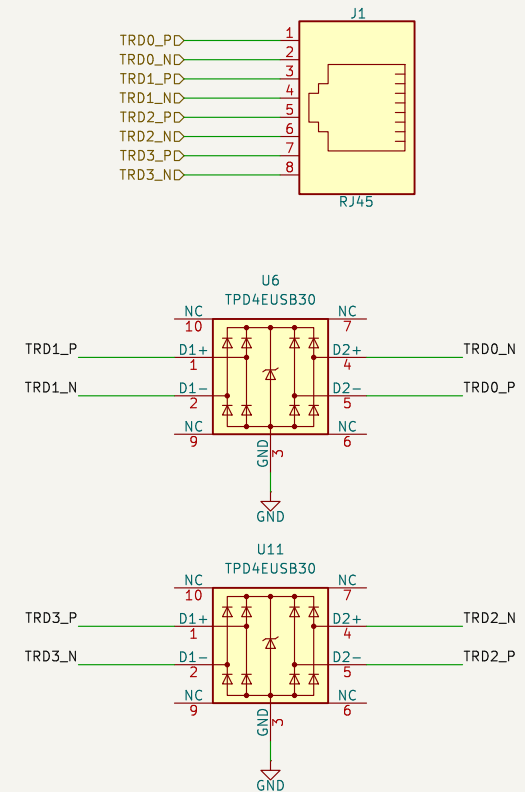 J1
TRD0_P 1
TRD0_N 2
TRD1_P 3
TRD1_N 4
TRD2_P 5
TRD2_N 6
TRD3_P 7
TRD3_N 8
RJ45
U6
TPD4EUSB30
NC NC
10 7
TRD1_P D1+ D2+ TRD0_N
1 4
TRD1_N D1- D2- TRD0_P
2 5
NC NC
9 6
GND 3
GND
U11
TPD4EUSB30
NC NC
10 7
TRD3_P D1+ D2+ TRD2_N
1 4
TRD3_N D1- D2- TRD2_P
2 5
NC NC
9 6
GND 3
GND